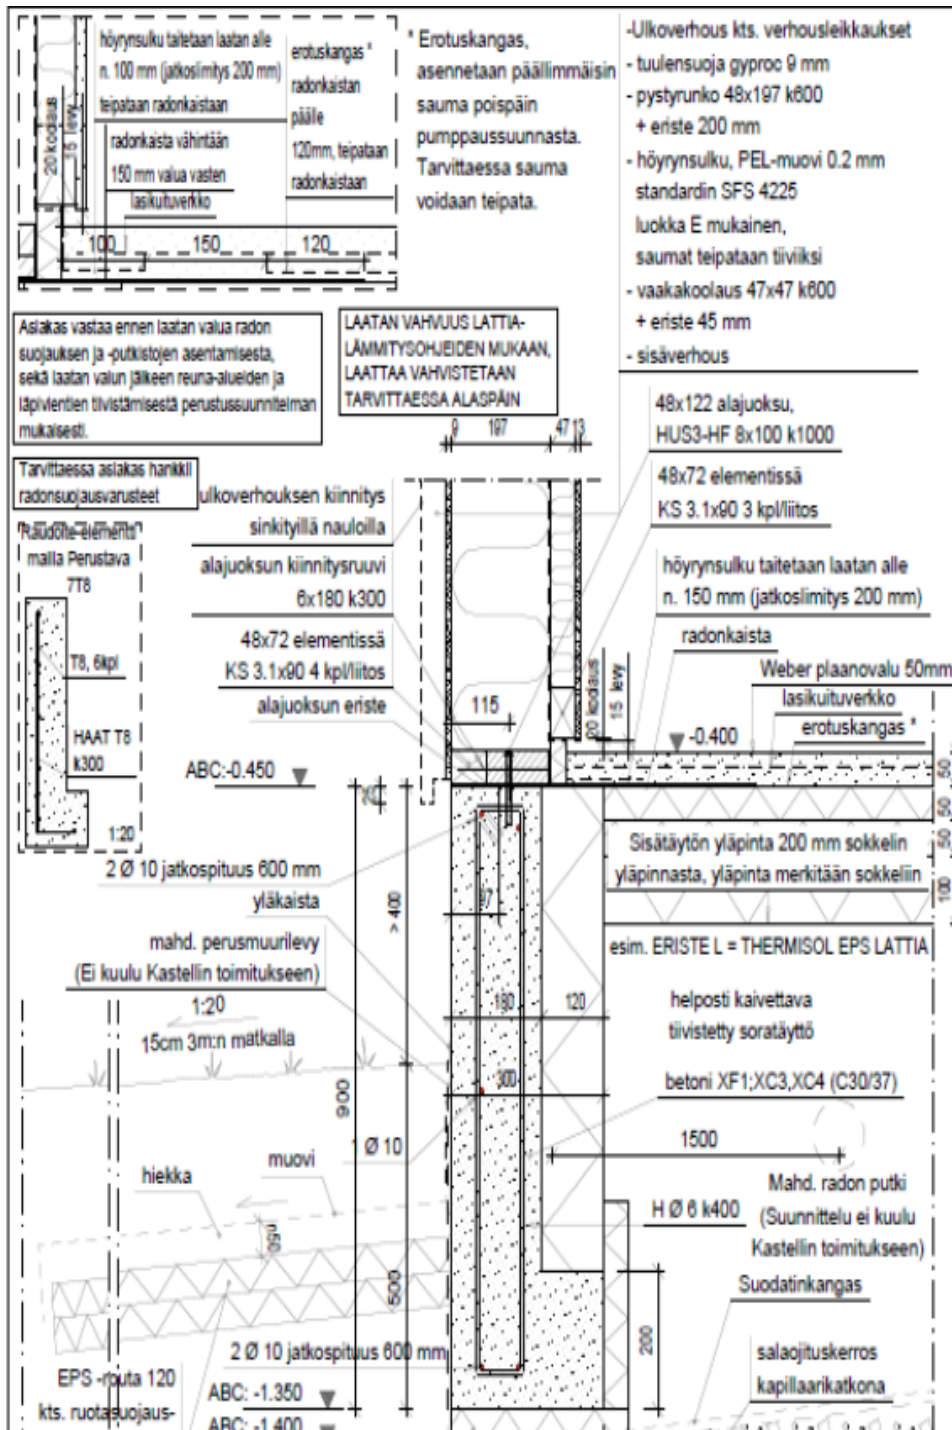 höyrynsulku taitetaan laatan alle
n. 100 mm (jatkoslimitys 200 mm)
teipataan radonkaistaan
erotuskangas *
radonkaistan
päälle
120mm, teipataan
radonkaistaan
20 koolaus
15 levy
radonkaista vähintään
150 mm valua vasten
lasikuituverkko
100
150
120
* Erotuskangas,
asennetaan päällimmäisin
sauma poispäin
pumppaussuunnasta.
Tarvittaessa sauma
voidaan teipata.
-Ulkoverhous kts. verhousleikkaukset
- tuulensuoja gyproc 9 mm
- pystyrunko 48x197 k600
+ eriste 200 mm
- höyrynsulku, PEL-muovi 0.2 mm
standardin SFS 4225
luokka E mukainen,
saumat teipataan tiiviiksi
- vaakakoolaus 47x47 k600
+ eriste 45 mm
- sisäverhous
Asiakas vastaa ennen laatan valua radon
suojauksen ja -putkistojen asentamisesta,
sekä laatan valun jälkeen reuna-alueiden ja
läpivientien tiivistämisestä perustussuunnitelman
mukaisesti.
LAATAN VAHVUUS LATTIA-
LÄMMITYSOHJEIDEN MUKAAN,
LAATTAA VAHVISTETAAN
TARVITTAESSA ALASPÄIN
Tarvittaessa asiakas hankkii
radonsuojausvarusteet
9 197 47 13
48x122 alajuoksu,
HUS3-HF 8x100 k1000
48x72 elementissä
KS 3.1x90 3 kpl/liitos
ulkoverhouksen kiinnitys
sinkityillä nauloilla
alajuoksun kiinnitysruuvi
6x180 k300
48x72 elementissä
KS 3.1x90 4 kpl/liitos
alajuoksun eriste
Raudoite-elementti
malia Perustava
7T8
T8, 6kpl
HAAT T8
k300
1:20
höyrynsulku taitetaan laatan alle
n. 150 mm (jatkoslimitys 200 mm)
radonkaista
Weber plaanovalu 50mm
lasikuituverkko
erotuskangas *
20 koolaus
15 levy
115
-0.400
ABC:-0.450
50
50
50
100
Sisätäytön yläpinta 200 mm sokkelin
yläpinnasta, yläpinta merkitään sokkeliin
2 Ø 10 jatkospituus 600 mm
yläkaista
97
> 400
mahd. perusmuurilevy
(Ei kuulu Kastellin toimitukseen)
esim. ERISTE L = THERMISOL EPS LATTIA
1:20
15cm 3m:n matkalla
180
120
helposti kaivettava
tiivistetty soratäyttö
300
betoni XF1;XC3,XC4 (C30/37)
900
1 Ø 10
1500
hiekka
muovi
n50
H Ø 6 k400
Mahd. radon putki
(Suunnittelu ei kuulu
Kastellin toimitukseen)
500
Suodatinkangas
200
2 Ø 10 jatkospituus 600 mm
salaojituskerros
kapillaarikatkona
EPS -routa 120
kts. ruotasuojaus-
ABC: -1.350
ABC: -1.400